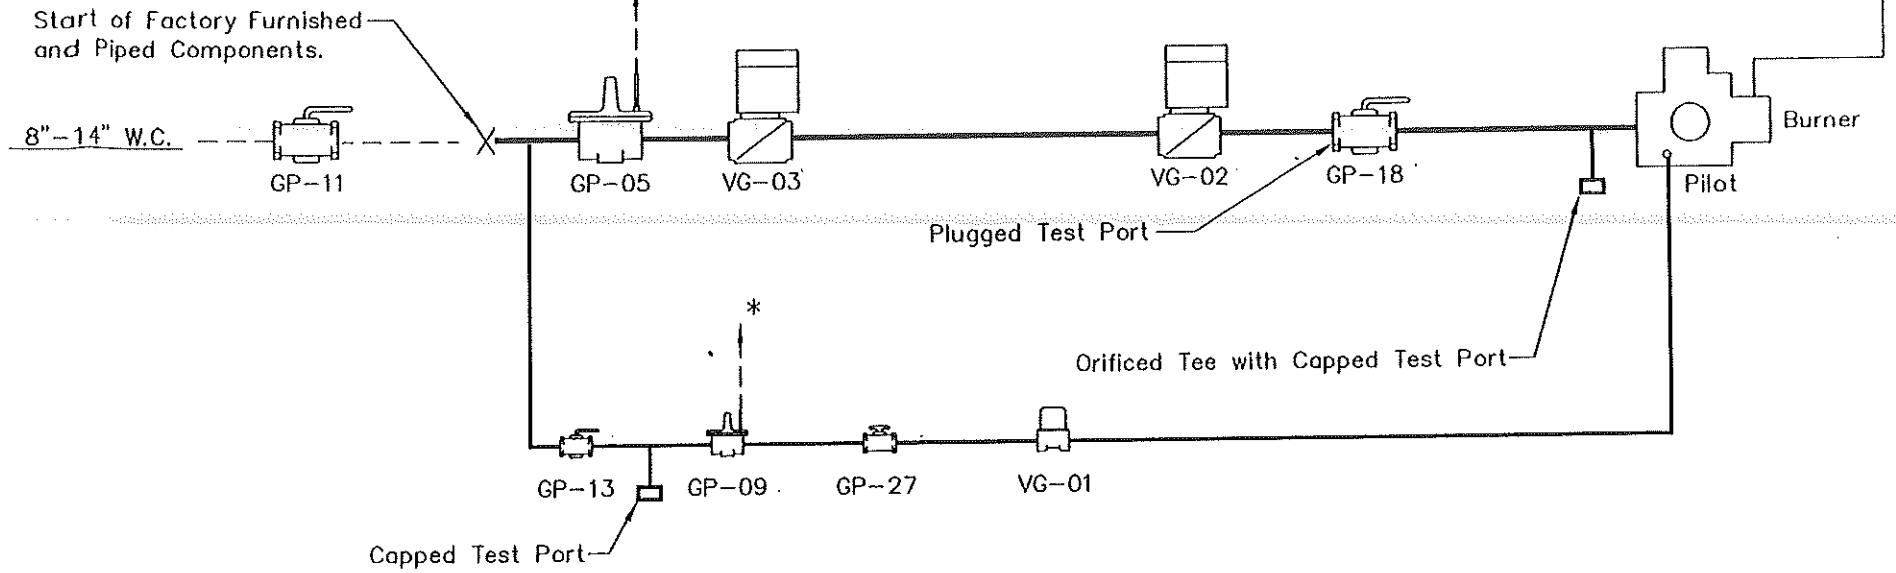 Start of Factory Furnished
and Piped Components.
8"-14" W.C.
GP-11
GP-05
VG-03
VG-02
GP-18
Burner
Pilot
Plugged Test Port
*
Orificed Tee with Capped Test Port
GP-13
GP-09
GP-27
VG-01
Capped Test Port